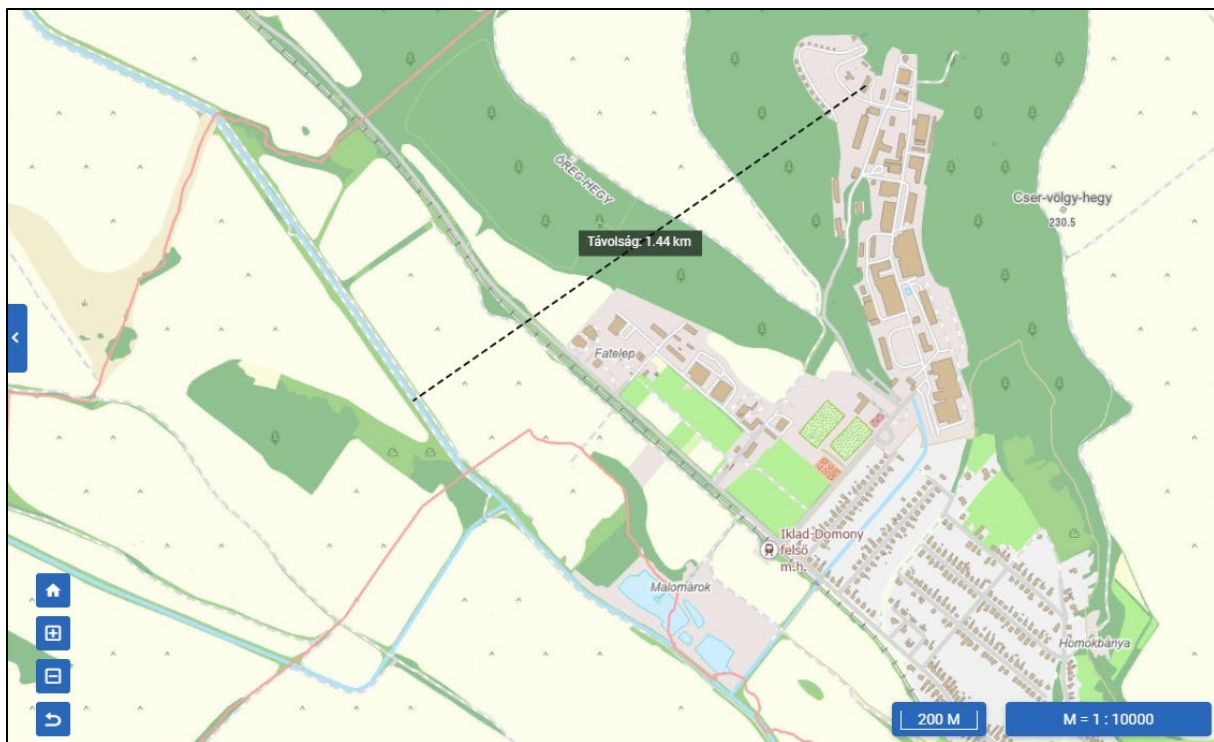 ÖREG-HEGY
Cser-völgy-hegy
230.5
Távolság: 1.44 km
Fatelep
Iklad-Domony
felső
m.h.
Malomárok
Homokbánya
200 M
M = 1 : 10000